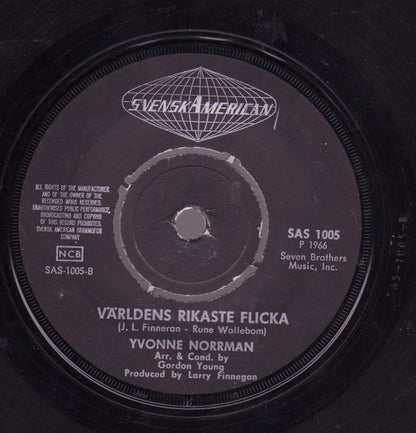 SVENSKAMERICAN
ALL RIGHTS OF THE MANUFACTURER
AND OF THE OWNER OF THE
RECORDED WORK RESERVED.
UNAUTHORISED PUBLIC PERFORMANCE,
BROADCASTING AND COPYING
OF THIS RECORD PROHIBITED.
SVENSK AMERICAN GRAMMOFON
COMPANY
NCB
SAS-1005-B
SAS 1005
P 1966
Seven Brothers
Music, Inc.
VÄRLDENS RIKASTE FLICKA
(J. L. Finneran - Rune Wallebom)
YVONNE NORRMAN
Arr. & Cond. by
Gordon Young
Produced by Larry Finnegan
SAS-1005-B